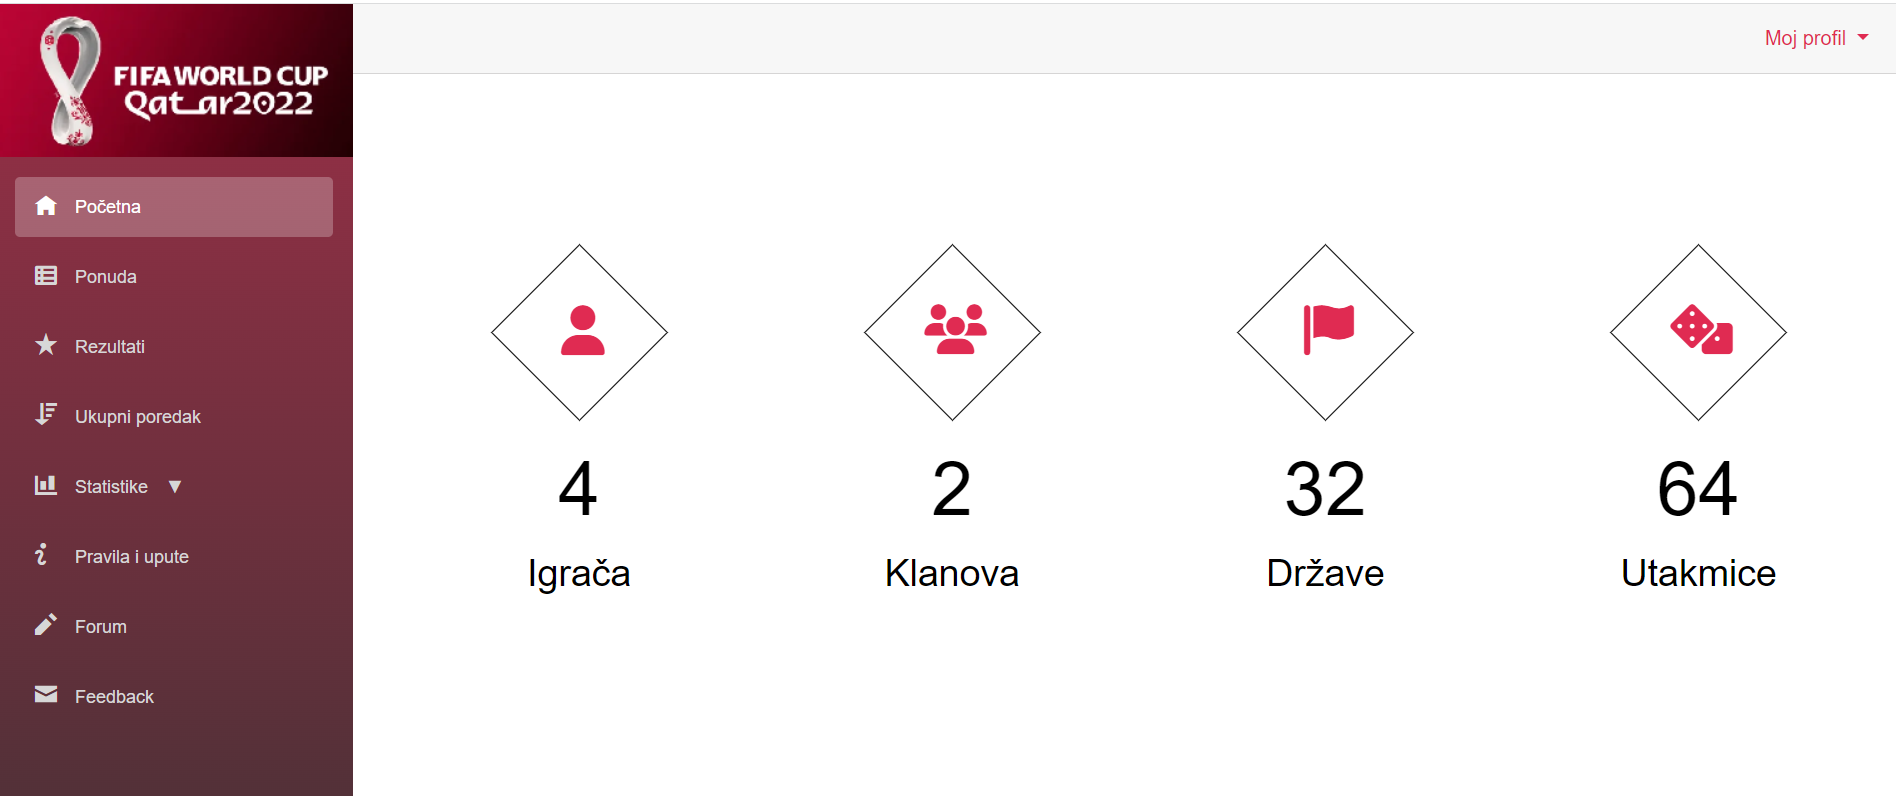 FIFA WORLD CUP
Qatar2022
Moj profil
Početna
Ponuda
Rezultati
Ukupni poredak
Statistike ▼
Pravila i upute
Forum
Feedback
4
Igrača
2
Klanova
32
Države
64
Utakmice